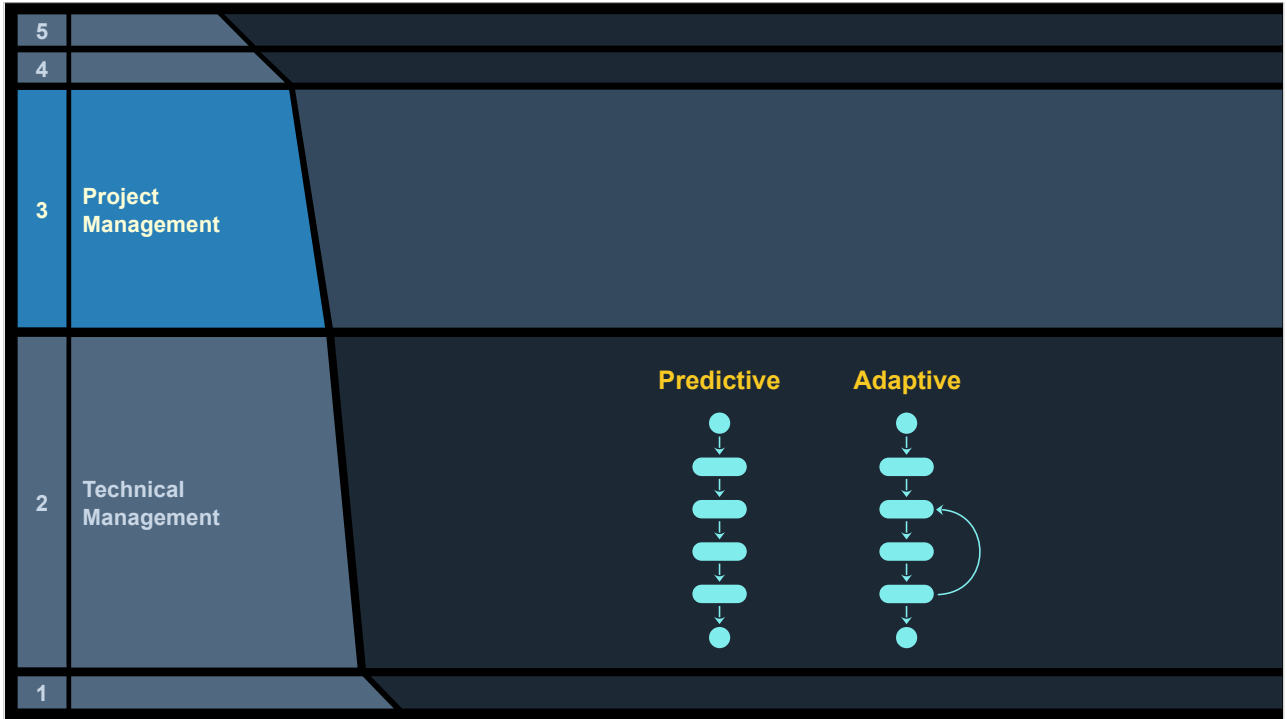 5
4
3
Project
Management
2
Technical
Management
Predictive
Adaptive
1